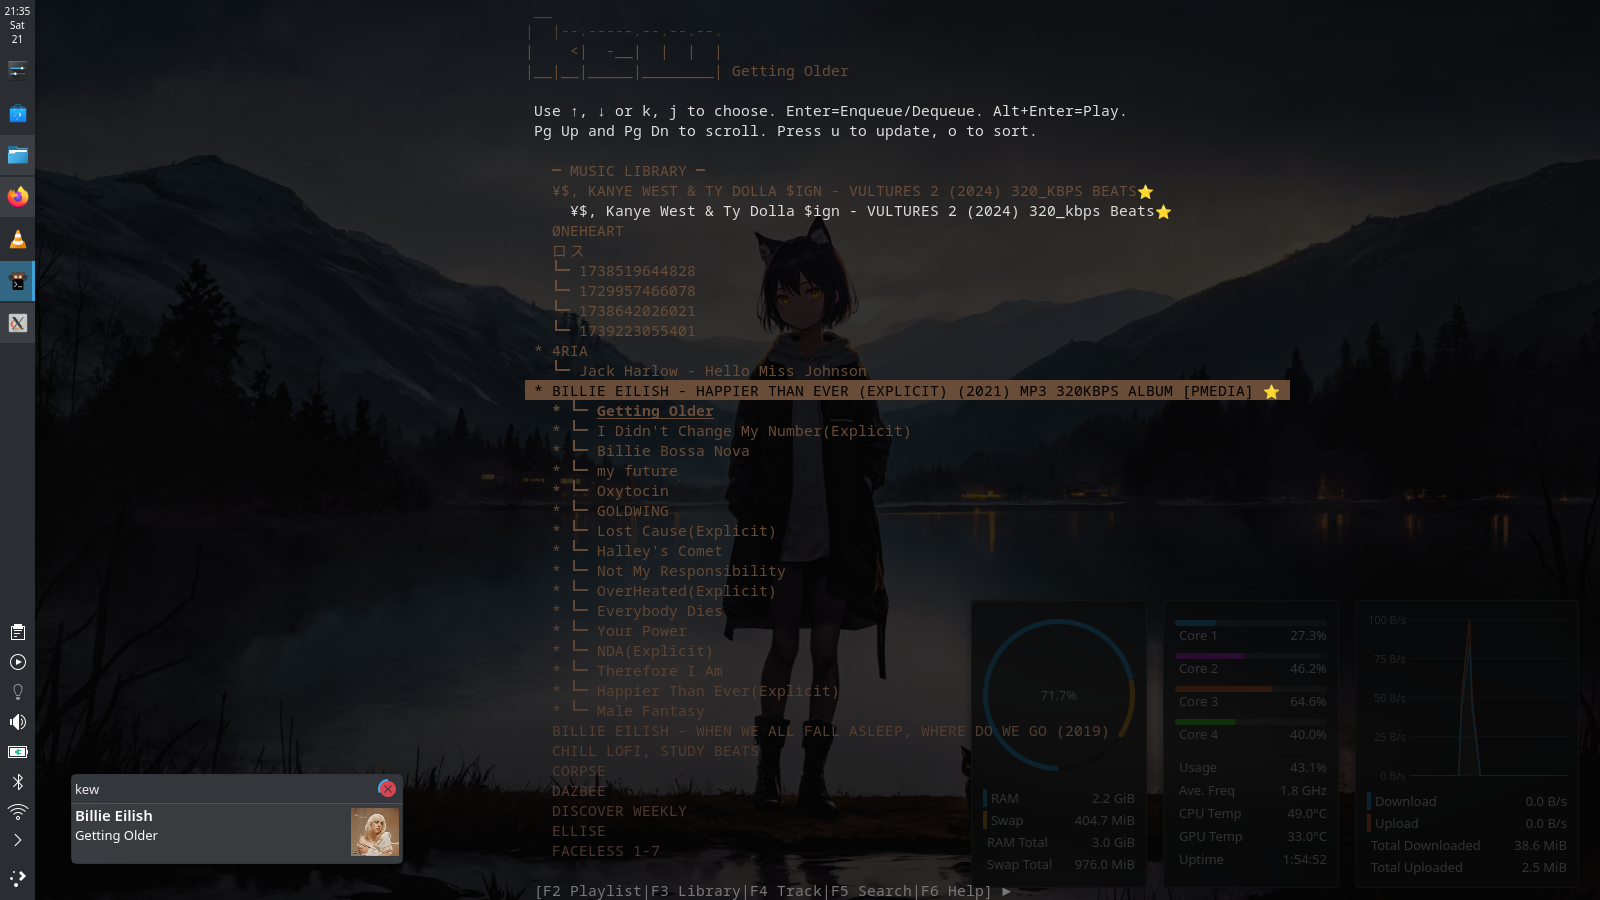 21:35
Sat
21
Getting Older
Use ↑, ↓ or k, j to choose. Enter=Enqueue/Dequeue. Alt+Enter=Play.
Pg Up and Pg Dn to scroll. Press u to update, o to sort.
─ MUSIC LIBRARY ─
¥$, KANYE WEST & TY DOLLA $IGN - VULTURES 2 (2024) 320_KBPS BEATS⭐
¥$, Kanye West & Ty Dolla $ign - VULTURES 2 (2024) 320_kbps Beats⭐
ØNEHEART
ロス
└─ 1738519644828
└─ 1729957466078
└─ 1738642026021
└─ 1739223055401
* 4RIA
└─ Jack Harlow - Hello Miss Johnson
* BILLIE EILISH - HAPPIER THAN EVER (EXPLICIT) (2021) MP3 320KBPS ALBUM [PMEDIA] ⭐
* └─ Getting Older
* └─ I Didn't Change My Number(Explicit)
* └─ Billie Bossa Nova
* └─ my future
* └─ Oxytocin
* └─ GOLDWING
* └─ Lost Cause(Explicit)
* └─ Halley's Comet
* └─ Not My Responsibility
* └─ OverHeated(Explicit)
* └─ Everybody Dies
* └─ Your Power
* └─ NDA(Explicit)
* └─ Therefore I Am
* └─ Happier Than Ever(Explicit)
* └─ Male Fantasy
BILLIE EILISH - WHEN WE ALL FALL ASLEEP, WHERE DO WE GO (2019)
CHILL LOFI, STUDY BEATS
CORPSE
DAZBEE
DISCOVER WEEKLY
ELLISE
FACELESS 1-7
[F2 Playlist|F3 Library|F4 Track|F5 Search|F6 Help] ►
kew
Billie Eilish
Getting Older
71.7%
RAM 2.2 GiB
Swap 404.7 MiB
RAM Total 3.0 GiB
Swap Total 976.0 MiB
Core 1 27.3%
Core 2 46.2%
Core 3 64.6%
Core 4 40.0%
Usage 43.1%
Ave. Freq 1.8 GHz
CPU Temp 49.0°C
GPU Temp 33.0°C
Uptime 1:54:52
100 B/s
75 B/s
50 B/s
25 B/s
0 B/s
Download 0.0 B/s
Upload 0.0 B/s
Total Downloaded 38.6 MiB
Total Uploaded 2.5 MiB